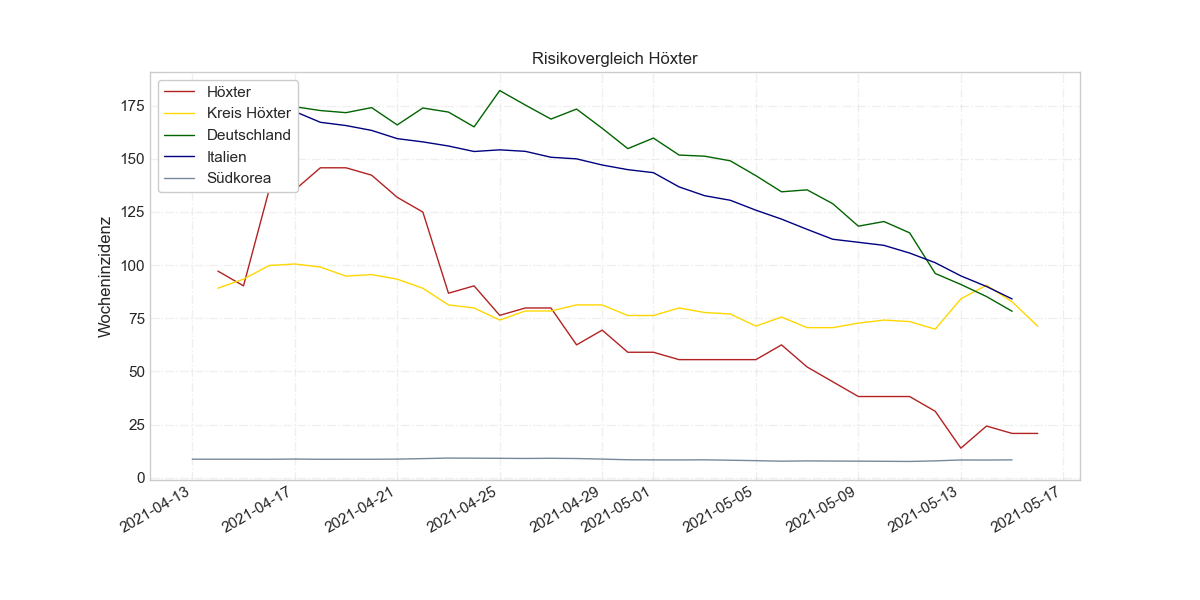 Risikovergleich Höxter
Höxter
Kreis Höxter
Deutschland
Italien
Südkorea
Wocheninzidenz
175
150
125
100
75
50
25
0
2021-04-13
2021-04-17
2021-04-21
2021-04-25
2021-04-29
2021-05-01
2021-05-05
2021-05-09
2021-05-13
2021-05-17